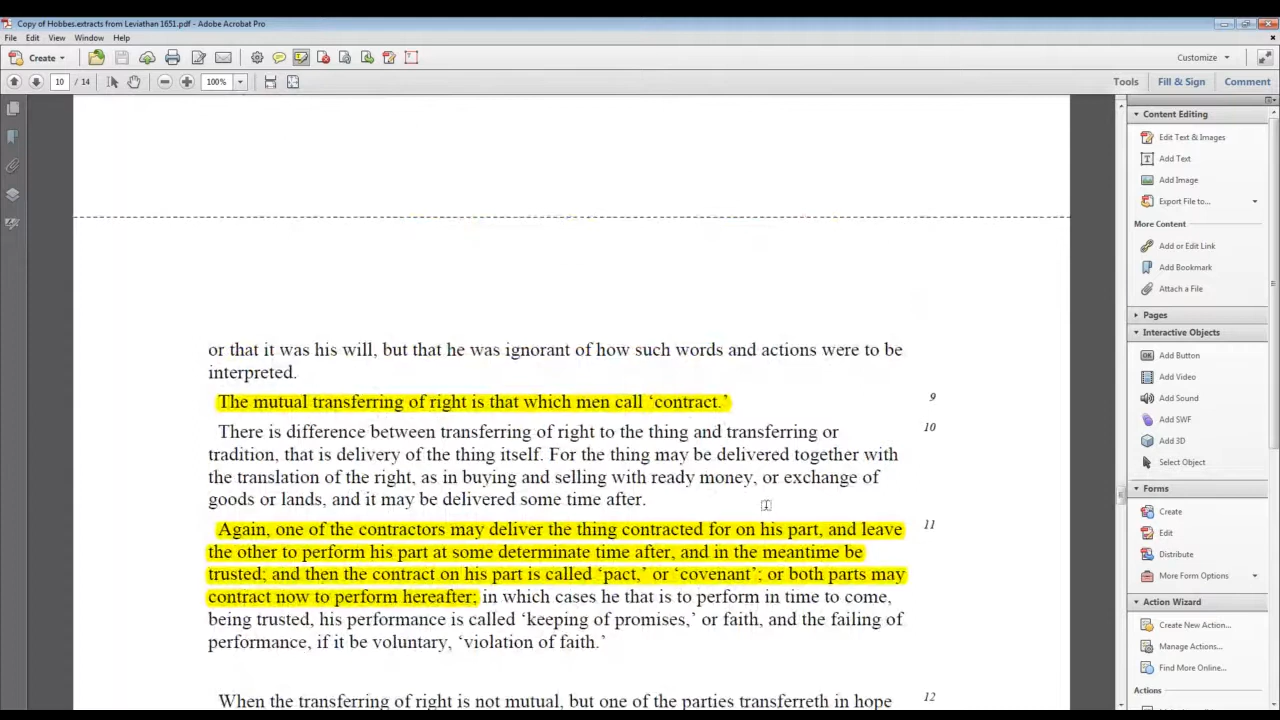 Copy of Hobbes.extracts from Leviathan 1651.pdf - Adobe Acrobat Pro
File Edit View Window Help
Create
Customize
10 / 14
100%
Tools Fill & Sign Comment
or that it was his will, but that he was ignorant of how such words and actions were to be
interpreted.
The mutual transferring of right is that which men call ‘contract.’ 9
There is difference between transferring of right to the thing and transferring or 10
tradition, that is delivery of the thing itself. For the thing may be delivered together with
the translation of the right, as in buying and selling with ready money, or exchange of
goods or lands, and it may be delivered some time after.
Again, one of the contractors may deliver the thing contracted for on his part, and leave 11
the other to perform his part at some determinate time after, and in the meantime be
trusted; and then the contract on his part is called ‘pact,’ or ‘covenant’; or both parts may
contract now to perform hereafter; in which cases he that is to perform in time to come,
being trusted, his performance is called ‘keeping of promises,’ or faith, and the failing of
performance, if it be voluntary, ‘violation of faith.’
When the transferring of right is not mutual, but one of the parties transferreth in hope 12
Content Editing
Edit Text & Images
Add Text
Add Image
Export File to...
More Content
Add or Edit Link
Add Bookmark
Attach a File
Pages
Interactive Objects
Add Button
Add Video
Add Sound
Add SWF
Add 3D
Select Object
Forms
Create
Edit
Distribute
More Form Options
Action Wizard
Create New Action...
Manage Actions...
Find More Online...
Actions